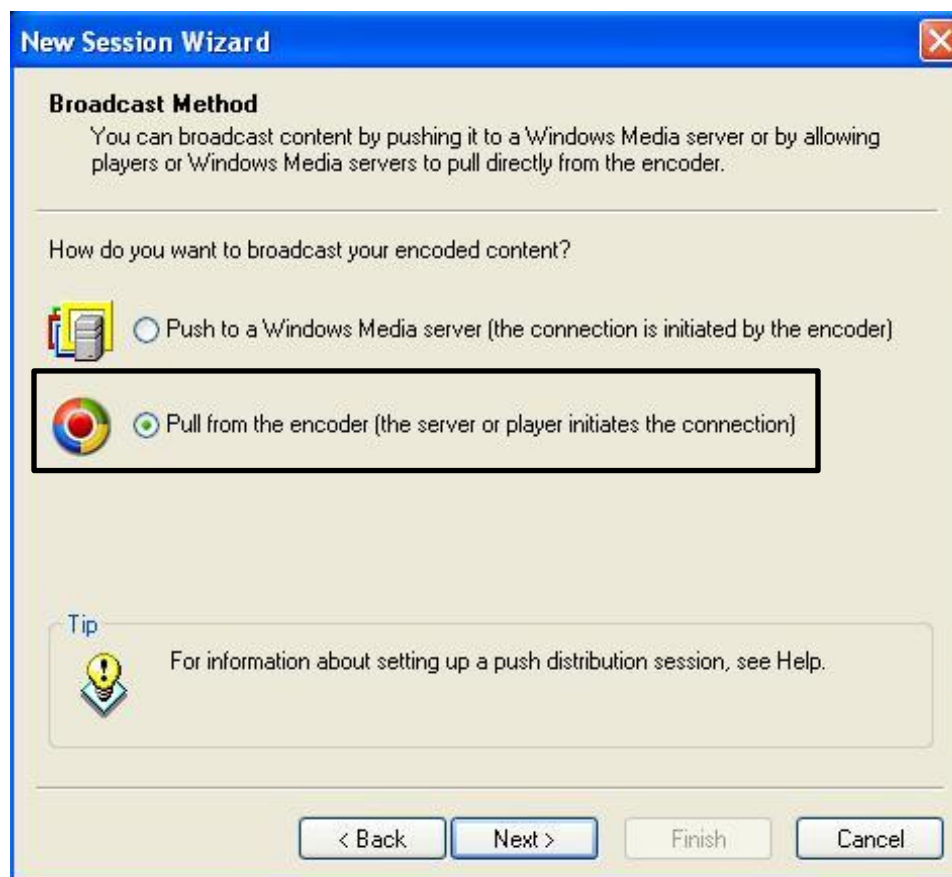 New Session Wizard
Broadcast Method
You can broadcast content by pushing it to a Windows Media server or by allowing
players or Windows Media servers to pull directly from the encoder.
How do you want to broadcast your encoded content?
Push to a Windows Media server (the connection is initiated by the encoder)
Pull from the encoder (the server or player initiates the connection)
Tip
For information about setting up a push distribution session, see Help.
< Back Next > Finish Cancel